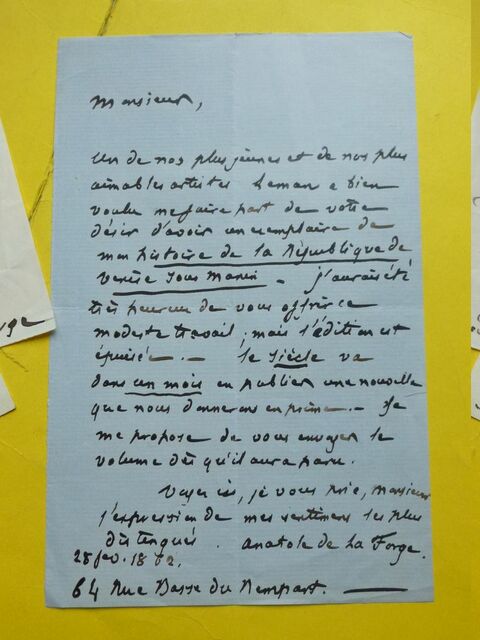 Monsieur,
Un de nos plus jeunes et de nos plus
aimables artistes Leman a bien
voulu me faire part de votre
désir d'avoir un exemplaire de
mon histoire de la République de
Venise sous Manin - j'aurais été
très heureux de vous offrir ce
modeste travail; mais l'édition est
épuisée. - Le Siècle va
dans un mois en publier une nouvelle
que nous donnerons en prime. - Je
me propose de vous envoyer le
volume dès qu'il aura paru.
Voyez ici, je vous prie, Monsieur
l'expression de mes sentimens les plus
distingués. Anatole de La Forge.
28 fev. 1862.
64 Rue Basse du Rempart.